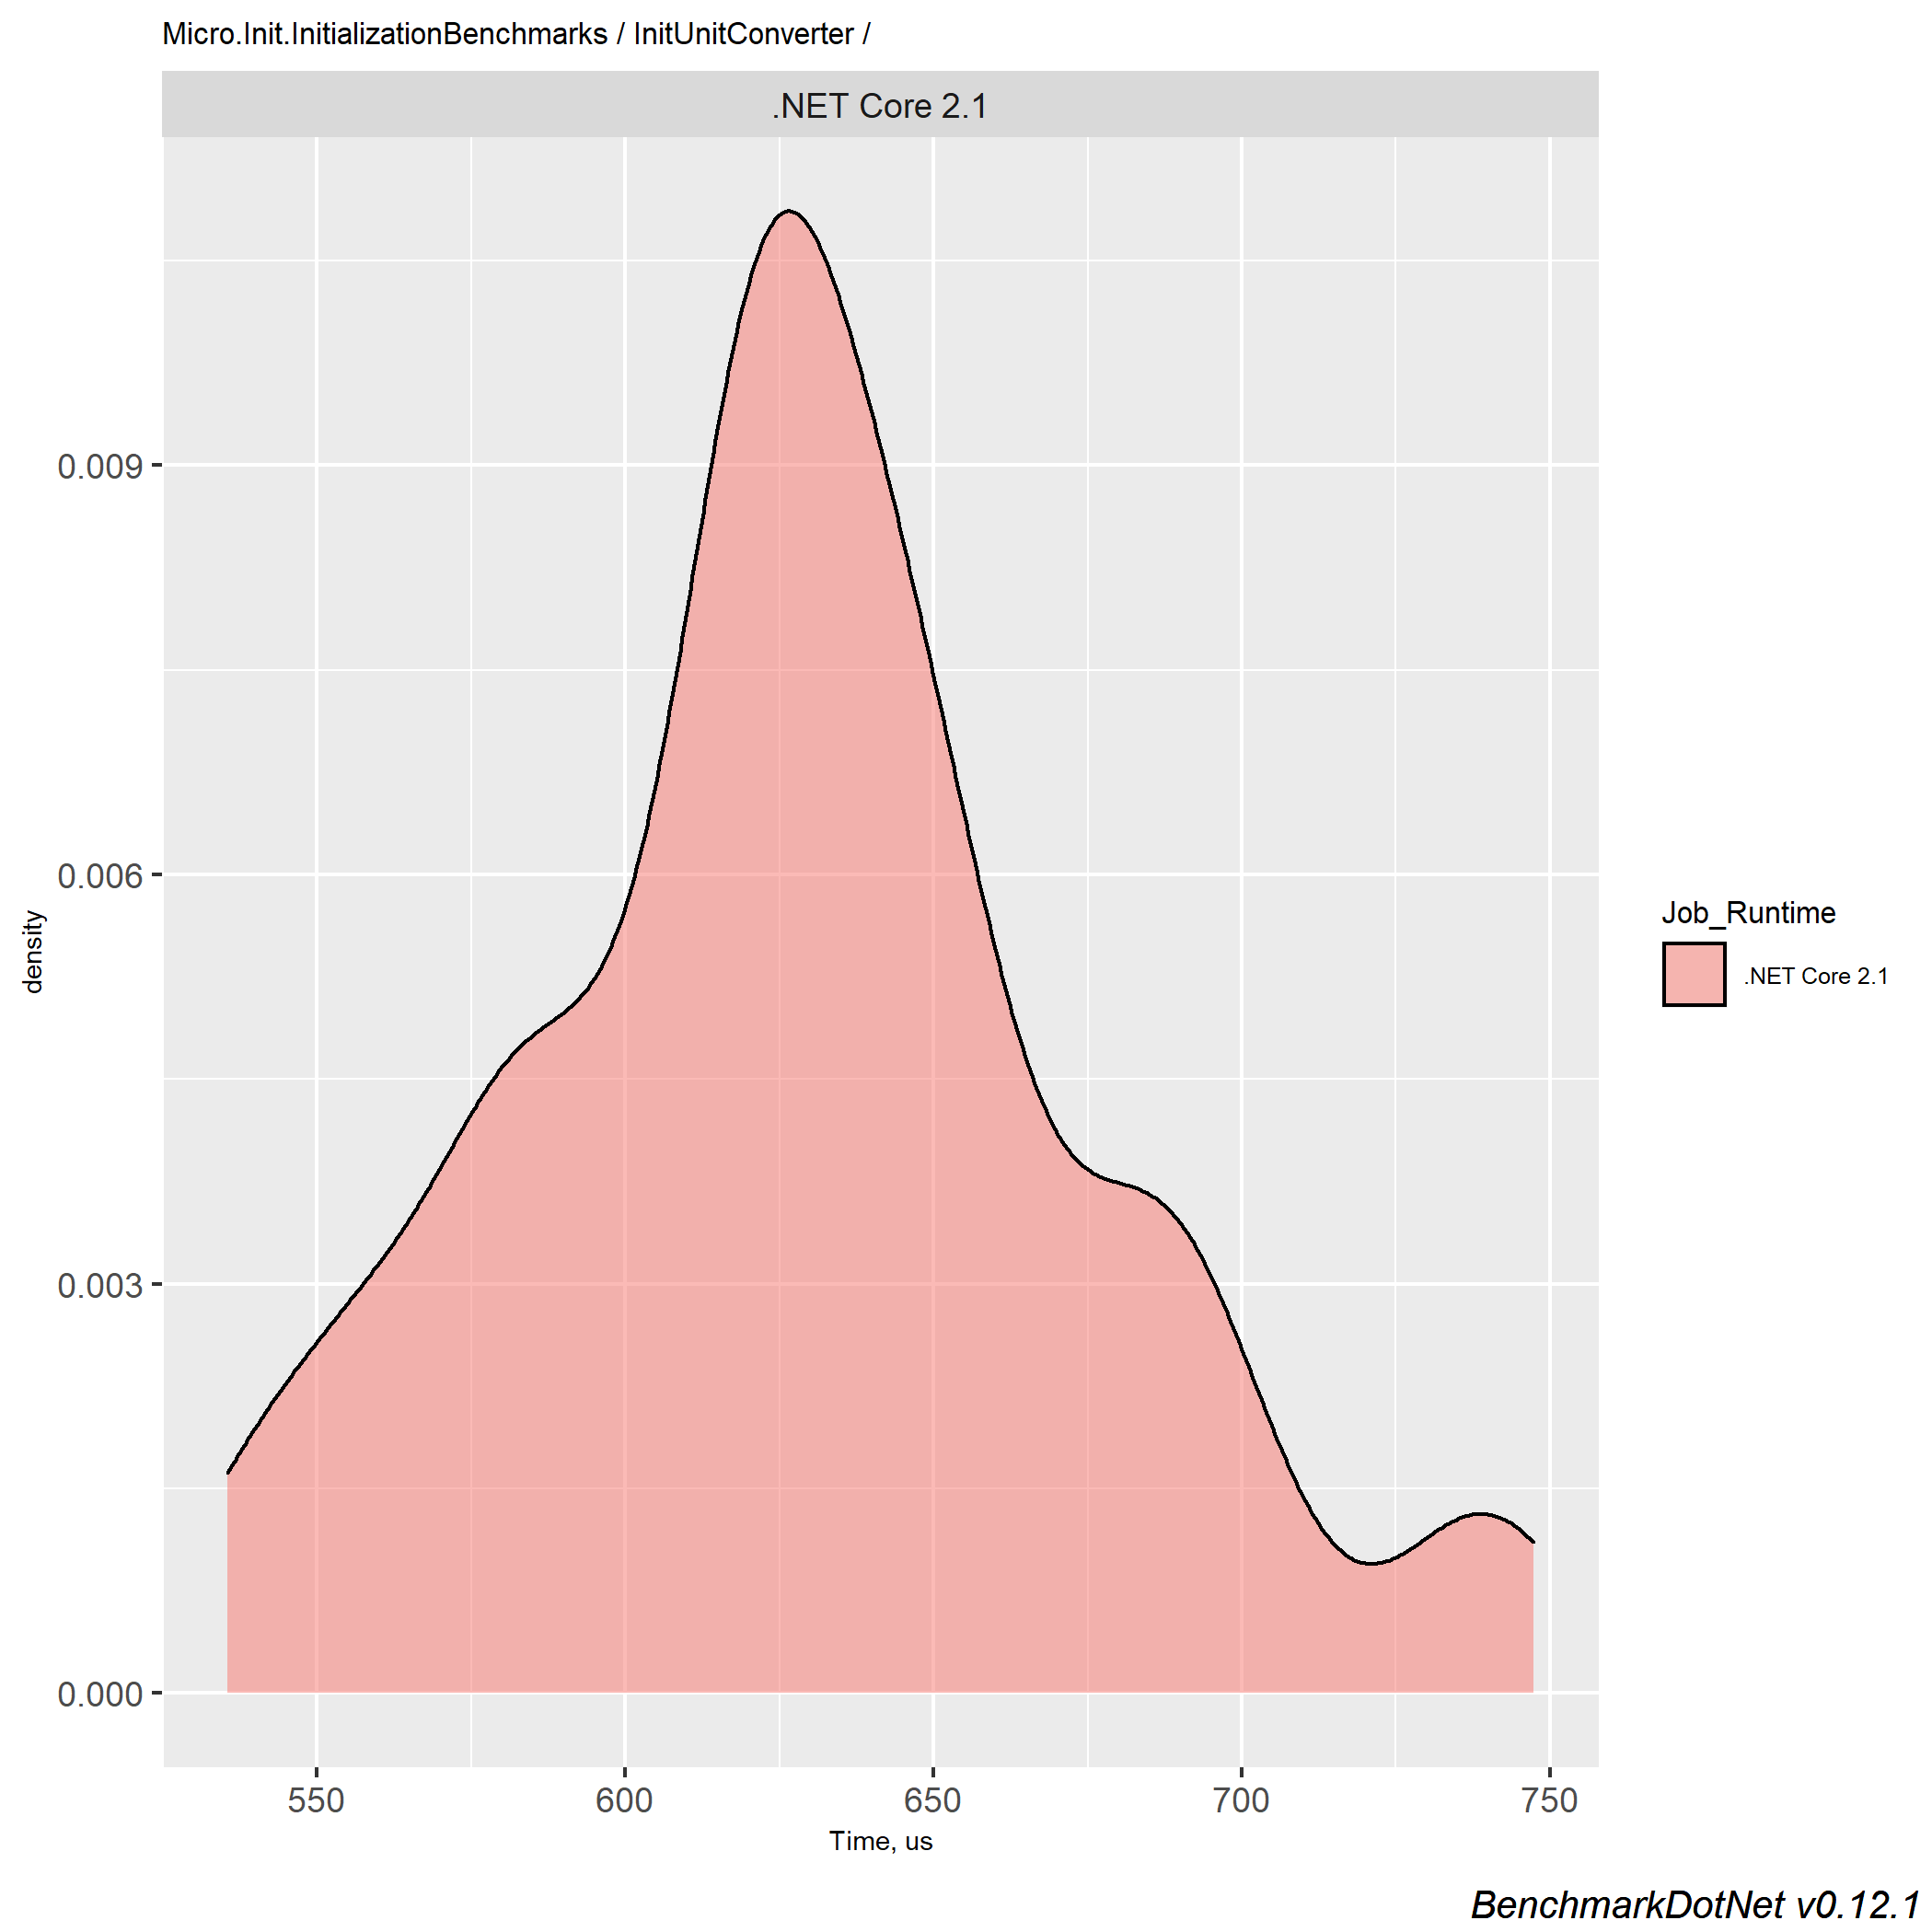 Micro.Init.InitializationBenchmarks / InitUnitConverter /
.NET Core 2.1
0.009
0.006
0.003
0.000
density
550 600 650 700 750
Time, us
Job_Runtime
.NET Core 2.1
BenchmarkDotNet v0.12.1